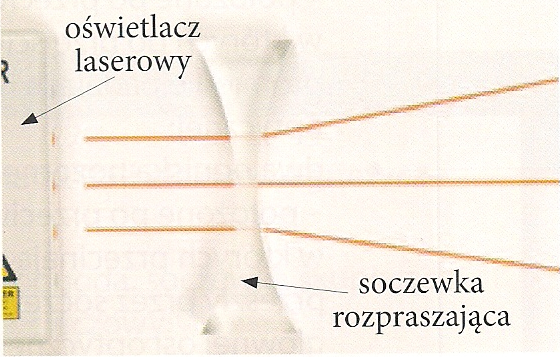 oświetlacz
laserowy
R
soczewka
rozpraszająca